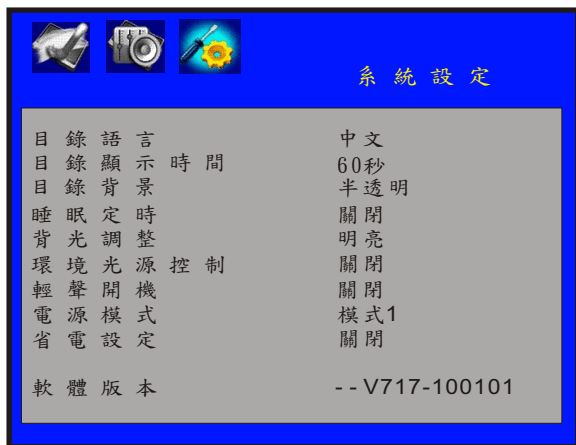 系統設定
目錄語言 中文
目錄顯示時間 60秒
目錄背景 半透明
睡眠定時 關閉
背光調整 明亮
環境光源控制 關閉
輕聲開機 關閉
電源模式 模式1
省電設定 關閉
軟體版本 --V717-100101